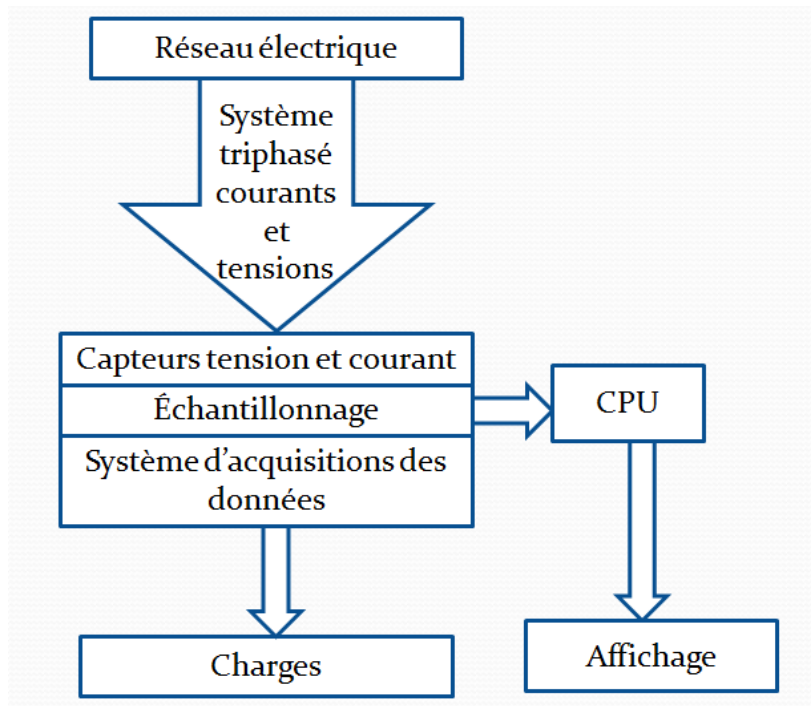 Réseau électrique
Système
triphasé
courants
et
tensions
Capteurs tension et courant
Échantillonnage
Système d'acquisitions des
données
CPU
Charges
Affichage